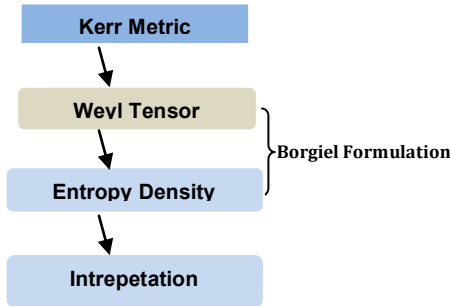 Kerr Metric
Weyl Tensor
Borgiel Formulation
Entropy Density
Intrepetation